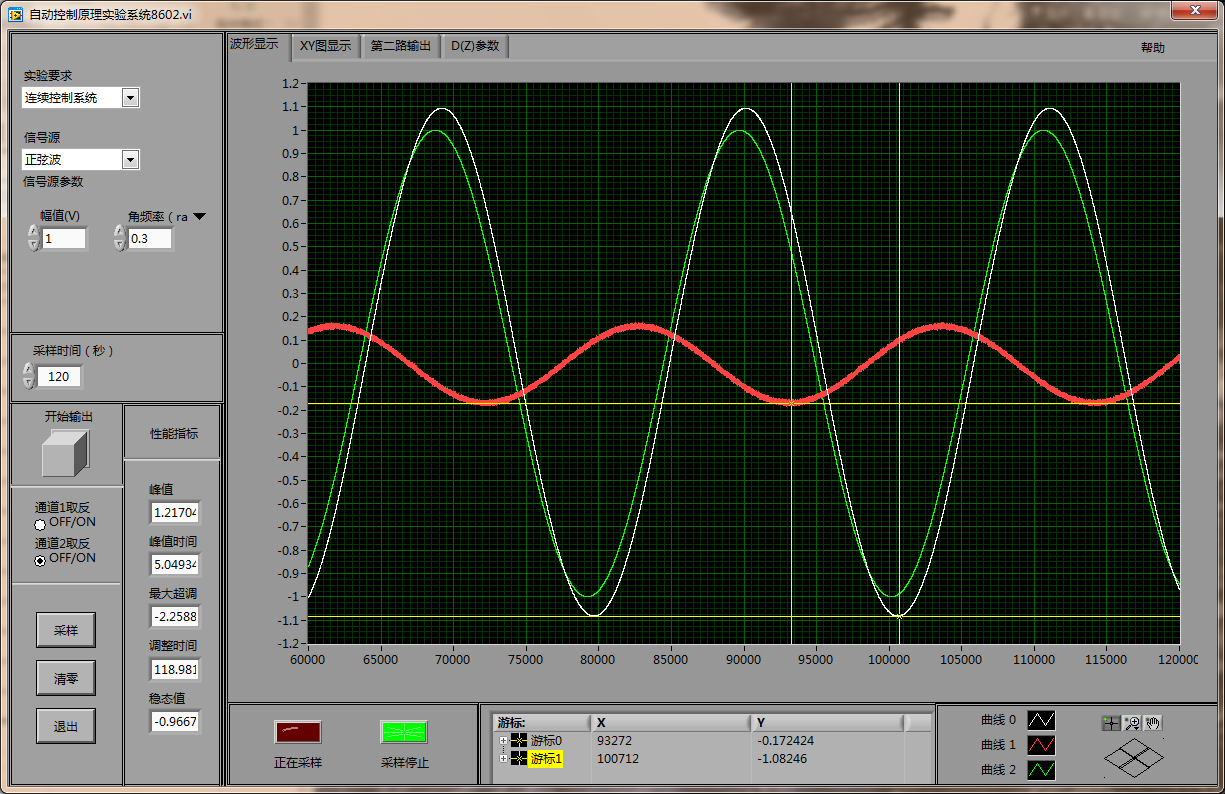 自动控制原理实验系统8602.vi
波形显示 XY图显示 第二路输出 D(Z)参数 帮助
实验要求
连续控制系统
信号源
正弦波
信号源参数
幅值(V) 角频率（ra
1 0.3
采样时间（秒）
120
开始输出
性能指标
通道1取反
OFF/ON
通道2取反
OFF/ON
峰值
1.21704
峰值时间
5.04934
最大超调
-2.2588
调整时间
118.981
稳态值
-0.9667
采样
清零
退出
1.2
1.1
1
0.9
0.8
0.7
0.6
0.5
0.4
0.3
0.2
0.1
0
-0.1
-0.2
-0.3
-0.4
-0.5
-0.6
-0.7
-0.8
-0.9
-1
-1.1
-1.2
60000 65000 70000 75000 80000 85000 90000 95000 100000 105000 110000 115000 120000
正在采样 采样停止
游标: X Y
游标0 93272 -0.172424
游标1 100712 -1.08246
曲线 0
曲线 1
曲线 2